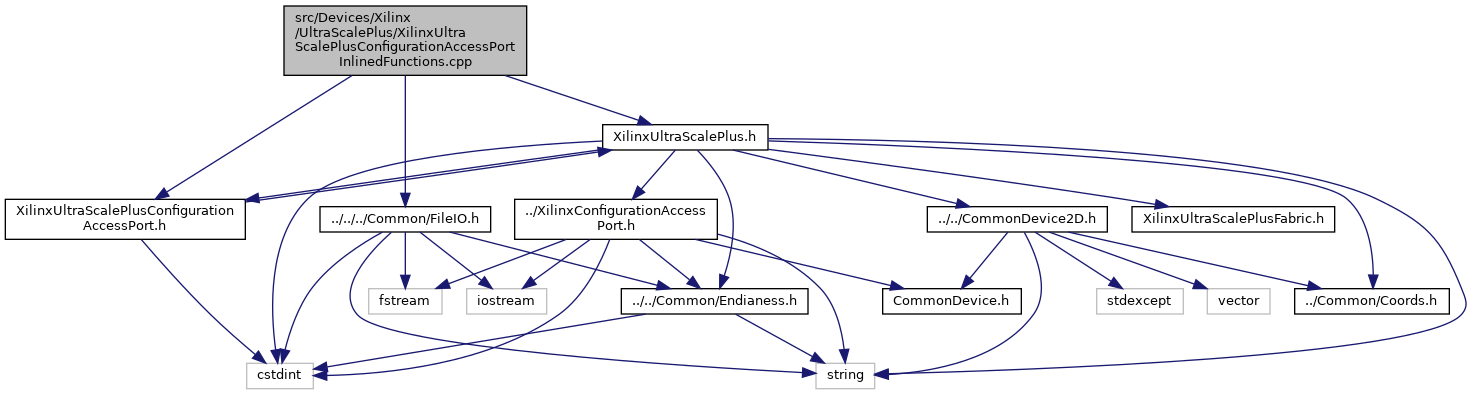 src/Devices/Xilinx
/UltraScalePlus/XilinxUltra
ScalePlusConfigurationAccessPort
InlinedFunctions.cpp
XilinxUltraScalePlus.h
XilinxUltraScalePlusConfiguration
AccessPort.h
../../../Common/FileIO.h
../XilinxConfigurationAccess
Port.h
../../CommonDevice2D.h
XilinxUltraScalePlusFabric.h
fstream
iostream
../../Common/Endianess.h
CommonDevice.h
stdexcept
vector
../Common/Coords.h
cstdint
string